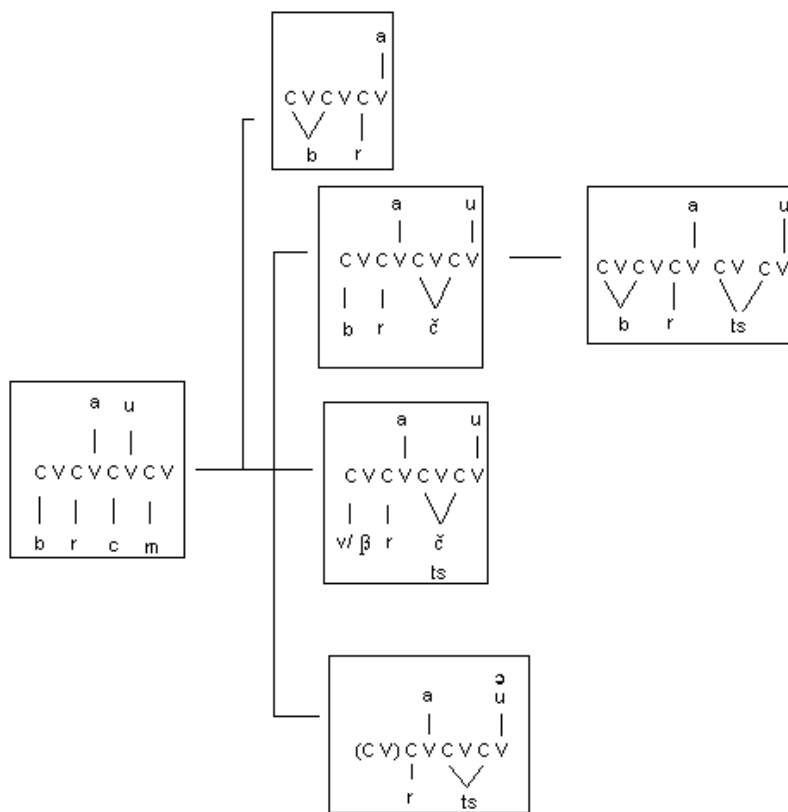 a
C V C V C V
b r
a u
C V C V C V C V
b r č
a u
C V C V C V C V C V
b r ts
a u
C V C V C V C V
b r c m
a u
C V C V C V C V
v/ β r č
ts
ɔ
a u
(C V) C V C V C V
r ts